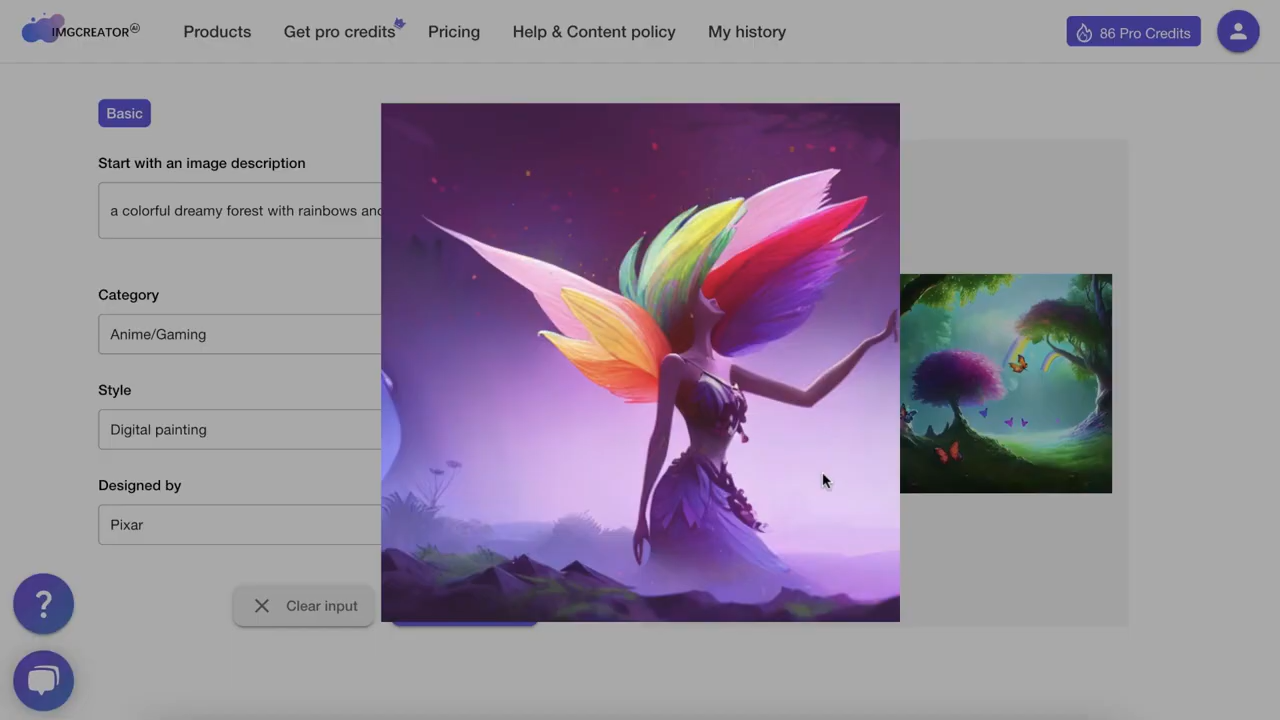 IMGCREATOR AI
Products
Get pro credits
Pricing
Help & Content policy
My history
86 Pro Credits
Basic
Start with an image description
a colorful dreamy forest with rainbows and
Category
Anime/Gaming
Style
Digital painting
Designed by
Pixar
Clear input
?